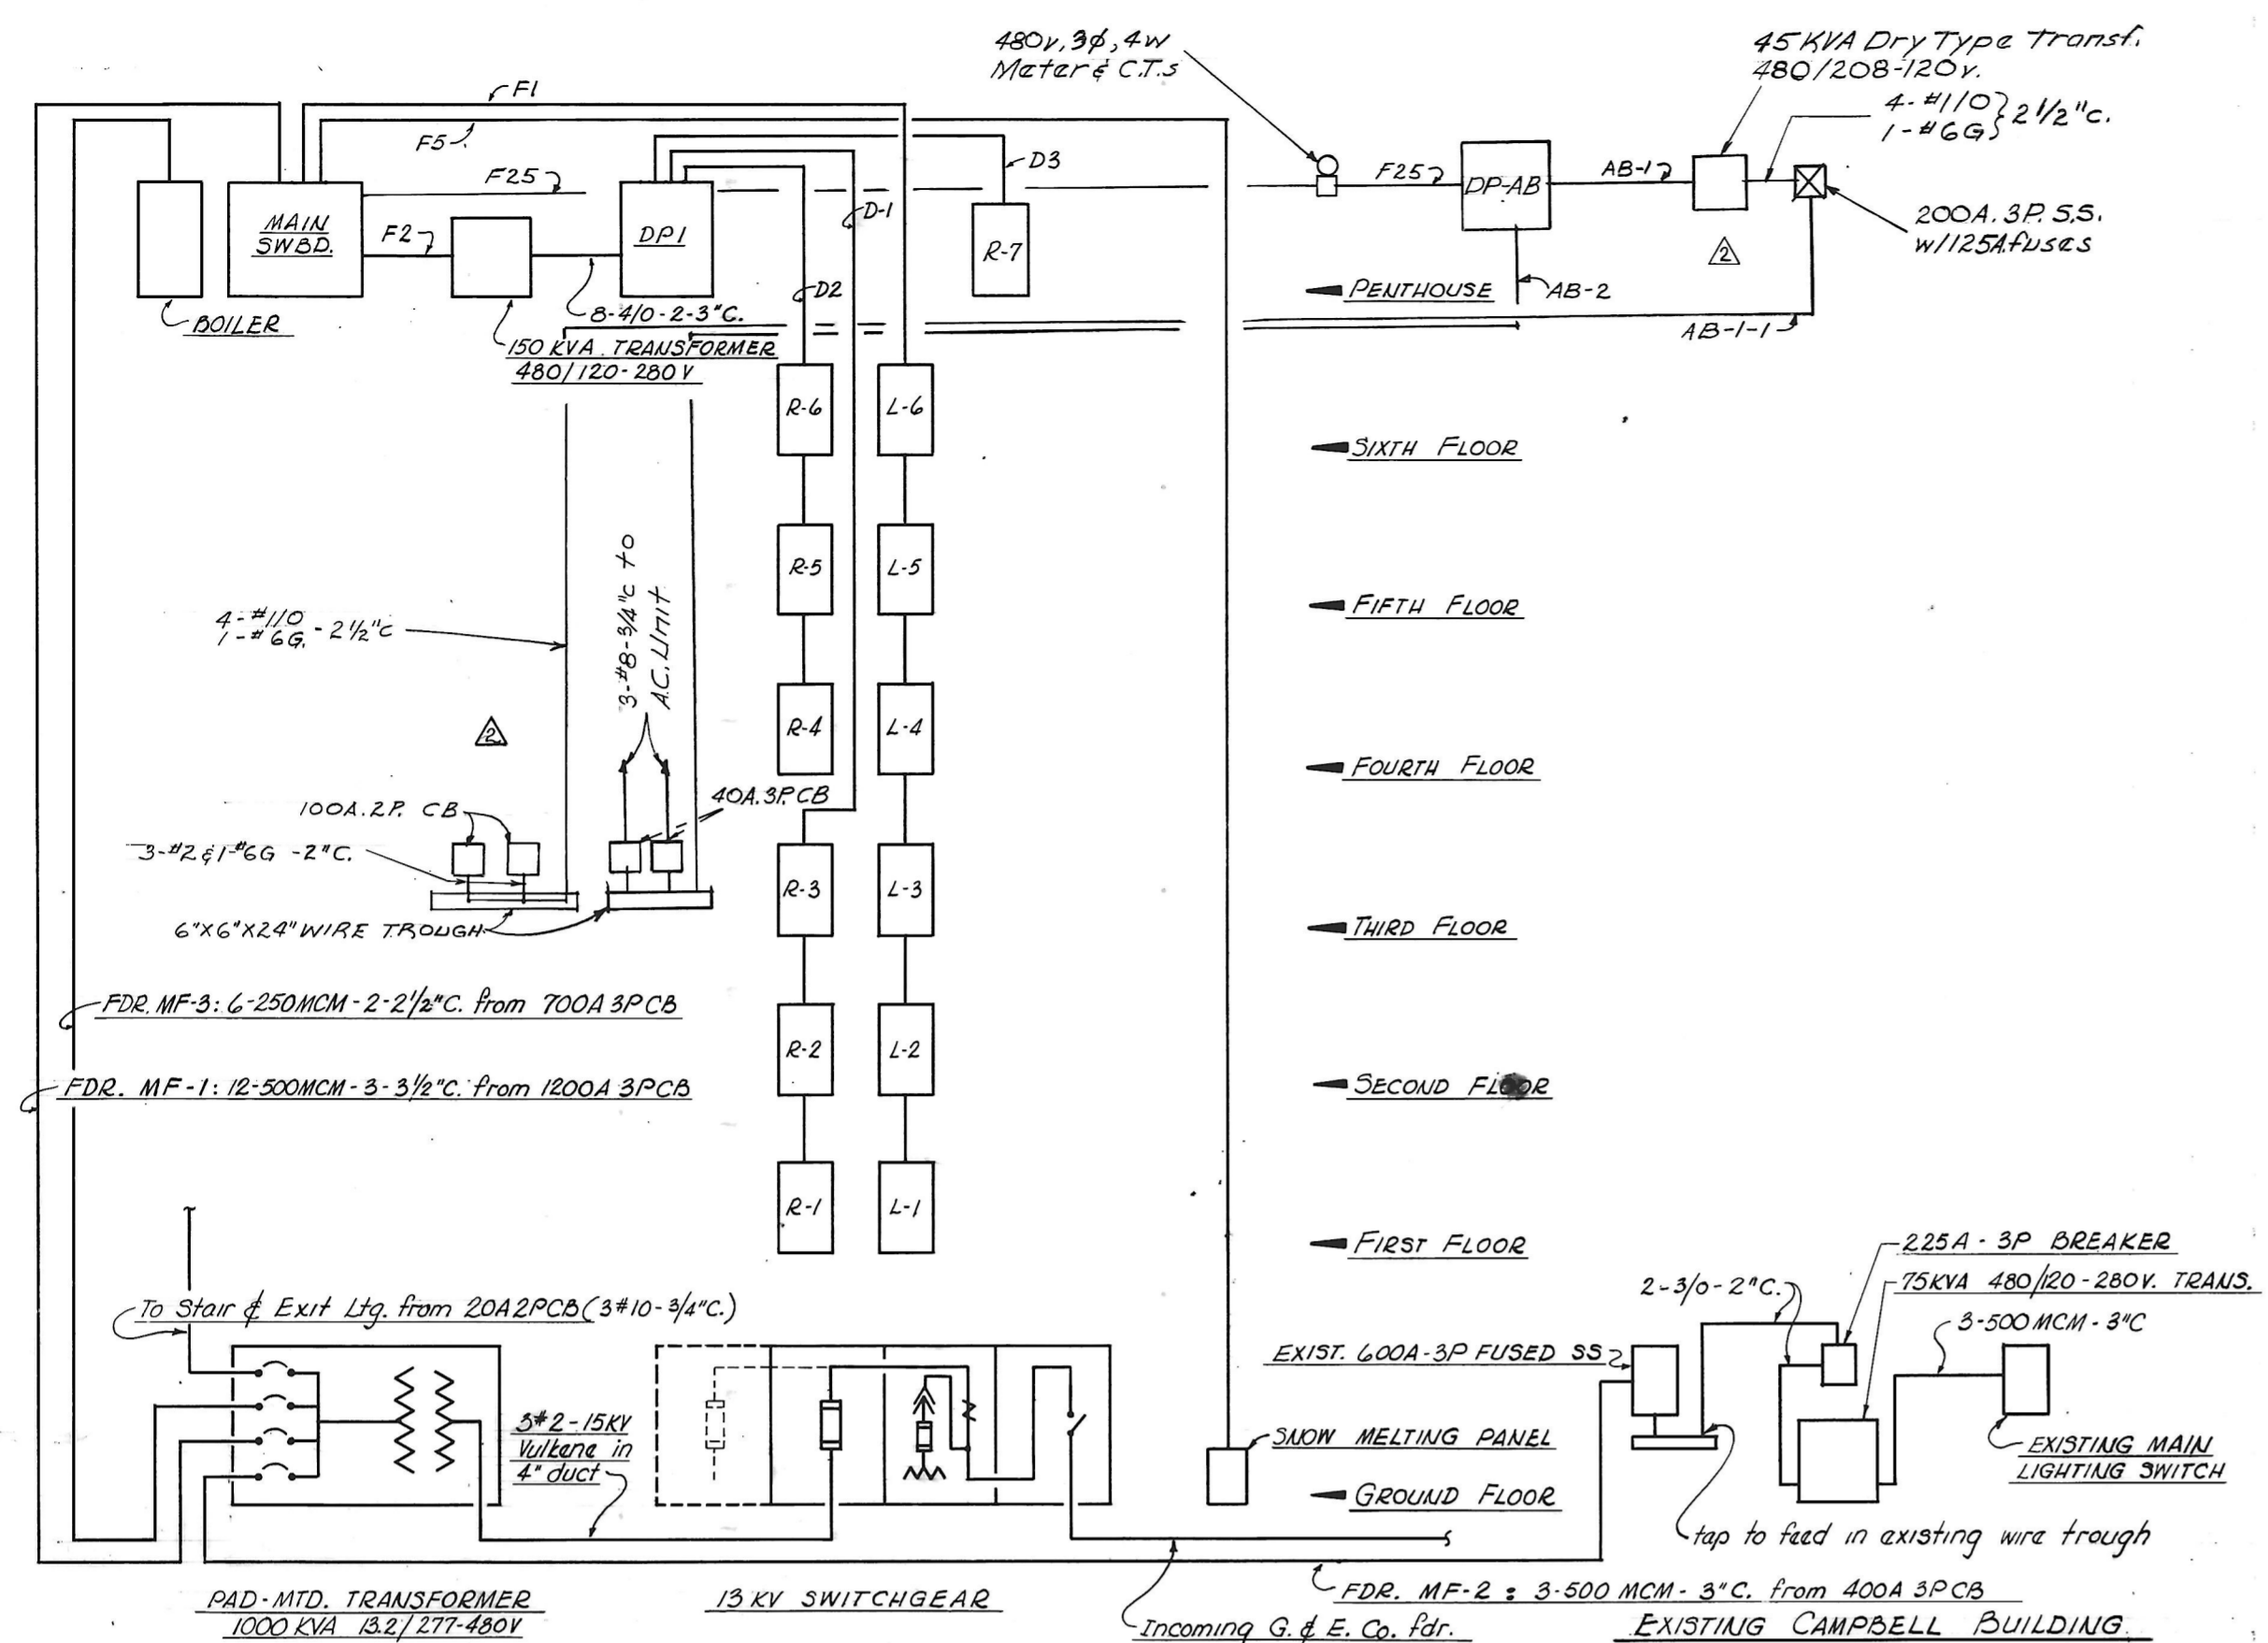 480V, 3ϕ, 4W
Meter & C.T.s
45 KVA Dry Type Transf.
480/208-120V.
4-#1/0
1-#6G } 2 1/2"C.
F1
F5
F25
D3
F25
DP-AB
AB-1
200A. 3P. S.S.
w/125A.fuses
MAIN
SWBD.
F2
DP1
D-1
R-7
2
BOILER
8-4/0-2-3"C.
D2
PENTHOUSE
AB-2
AB-1-1
150 KVA. TRANSFORMER
480/120-280V
R-6
L-6
SIXTH FLOOR
R-5
L-5
FIFTH FLOOR
4-#1/0
1-#6G. - 2 1/2"C
3-#8-3/4"C to
A.C. Unit
R-4
L-4
FOURTH FLOOR
2
100A. 2P. CB
40A. 3P. CB
3-#2 & 1-#6G -2"C.
R-3
L-3
THIRD FLOOR
6"X6"X24" WIRE TROUGH
FDR. MF-3: 6-250MCM-2-2 1/2"C. from 700A 3PCB
R-2
L-2
SECOND FLOOR
FDR. MF-1: 12-500MCM-3-3 1/2"C. from 1200A 3PCB
R-1
L-1
FIRST FLOOR
225A-3P BREAKER
75KVA 480/120-280V. TRANS.
2-3/0-2"C.
3-500 MCM-3"C
To Stair & Exit Ltg. from 20A2PCB (3#10-3/4"C.)
EXIST. 600A-3P FUSED SS
3#2-15KV
Vulkene in
4" duct
SNOW MELTING PANEL
GROUND FLOOR
EXISTING MAIN
LIGHTING SWITCH
tap to feed in existing wire trough
PAD-MTD. TRANSFORMER
1000 KVA 13.2/277-480V
13 KV SWITCHGEAR
Incoming G. & E. Co. fdr.
FDR. MF-2: 3-500 MCM-3"C. from 400A 3PCB
EXISTING CAMPBELL BUILDING